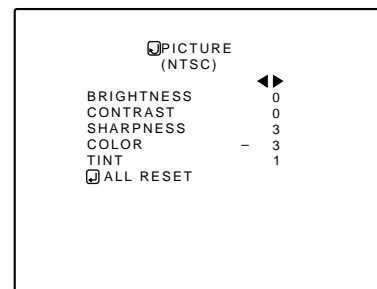 PICTURE
(NTSC)
BRIGHTNESS 0
CONTRAST 0
SHARPNESS 3
COLOR – 3
TINT 1
ALL RESET